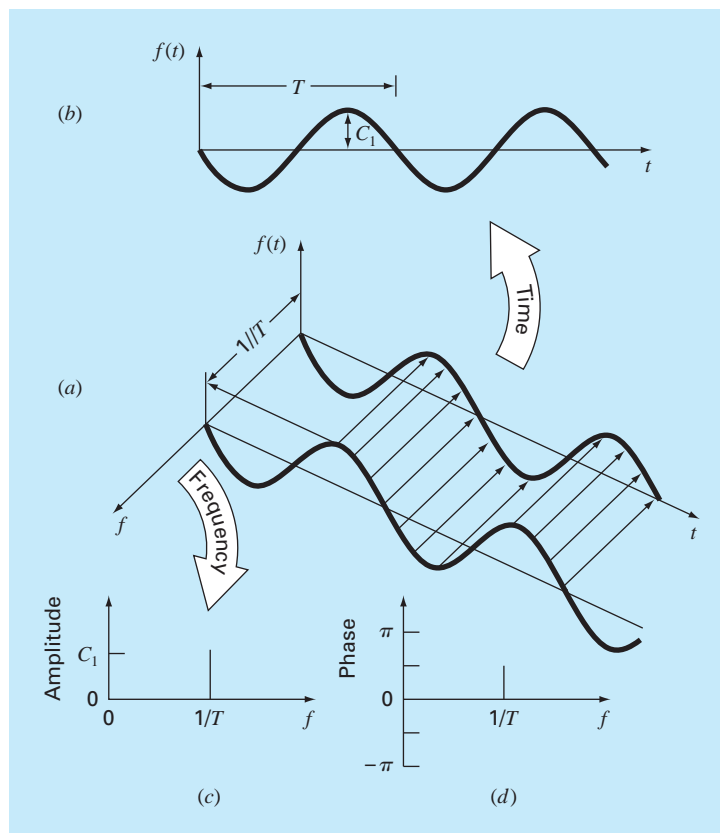 f(t)
T
(b)
C₁
t
f(t)
Time
1//T
(a)
f
Frequency
t
Amplitude
C₁
0
0
1/T
f
Phase
π
0
−π
1/T
f
(c)
(d)